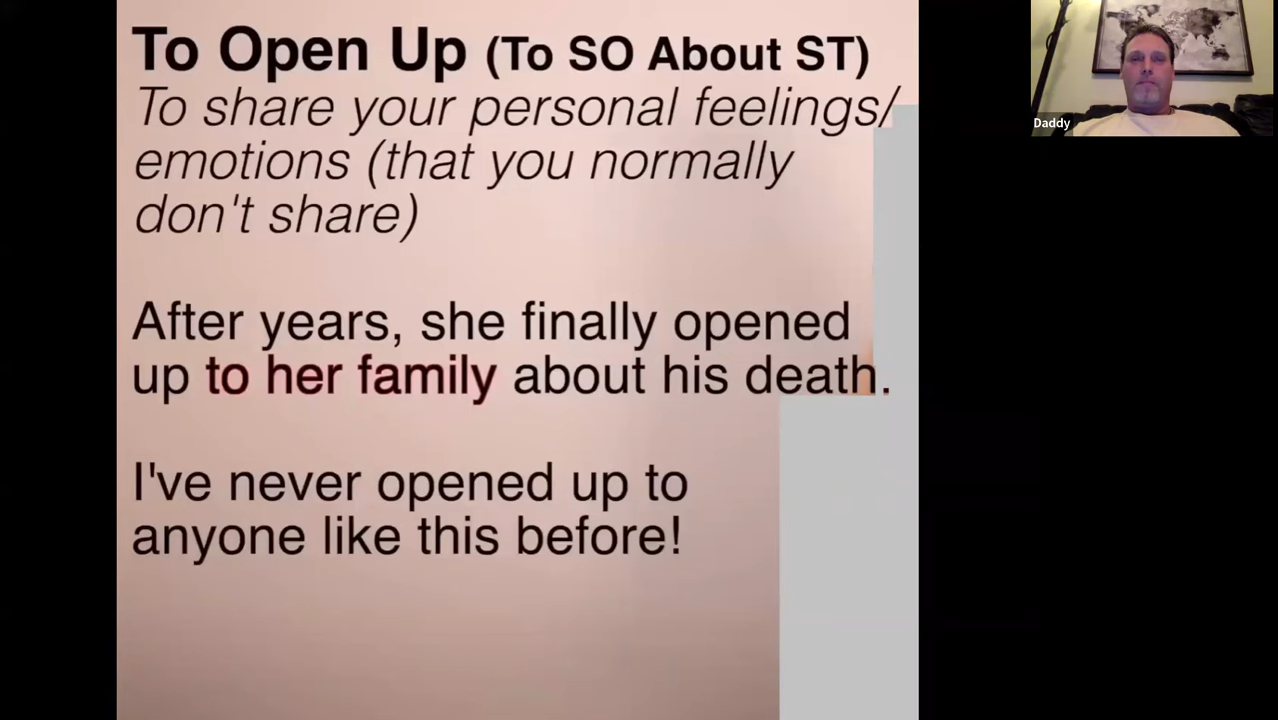 To Open Up (To SO About ST)
To share your personal feelings/
emotions (that you normally
don't share)
After years, she finally opened
up to her family about his death.
I've never opened up to
anyone like this before!
Daddy